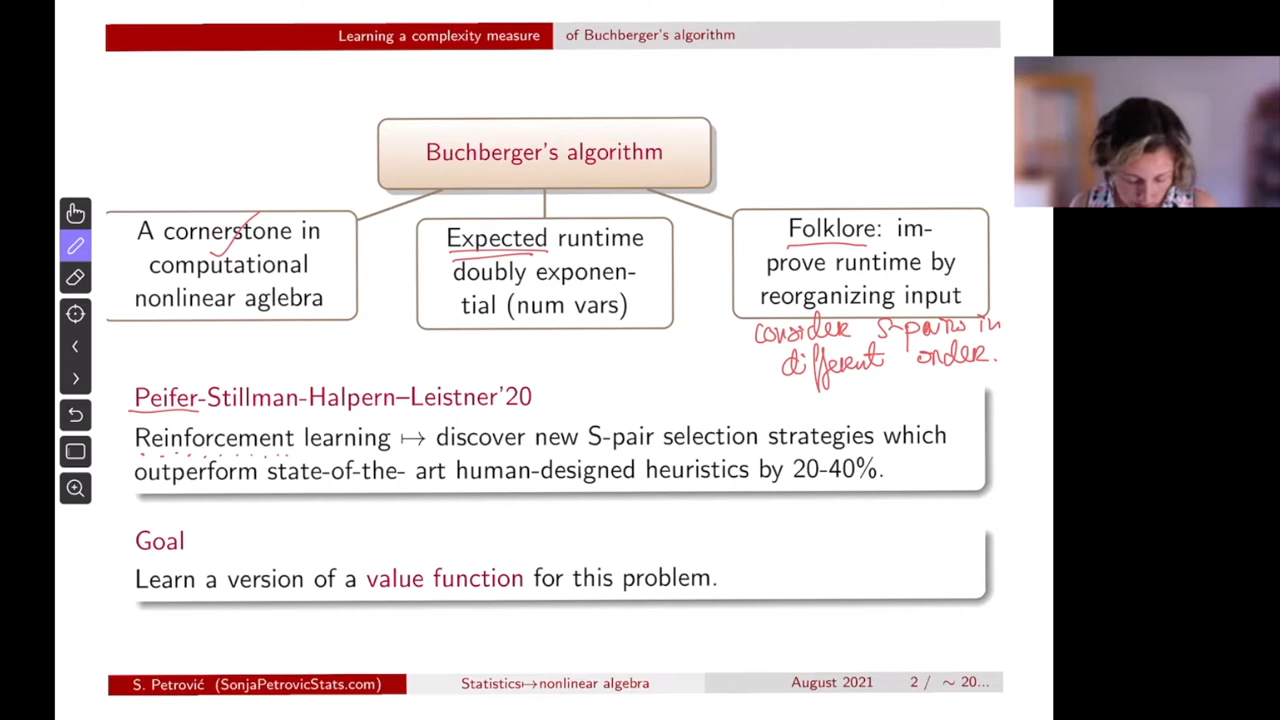 Learning a complexity measure of Buchberger's algorithm
Buchberger's algorithm
A cornerstone in
computational
nonlinear aglebra
Expected runtime
doubly exponen-
tial (num vars)
Folklore: im-
prove runtime by
reorganizing input
consider S-pairs in
different order.
Peifer-Stillman-Halpern–Leistner'20
Reinforcement learning ↦ discover new S-pair selection strategies which
outperform state-of-the- art human-designed heuristics by 20-40%.
Goal
Learn a version of a value function for this problem.
S. Petrović (SonjaPetrovicStats.com) Statistics↦nonlinear algebra August 2021 2 / ∼ 20...